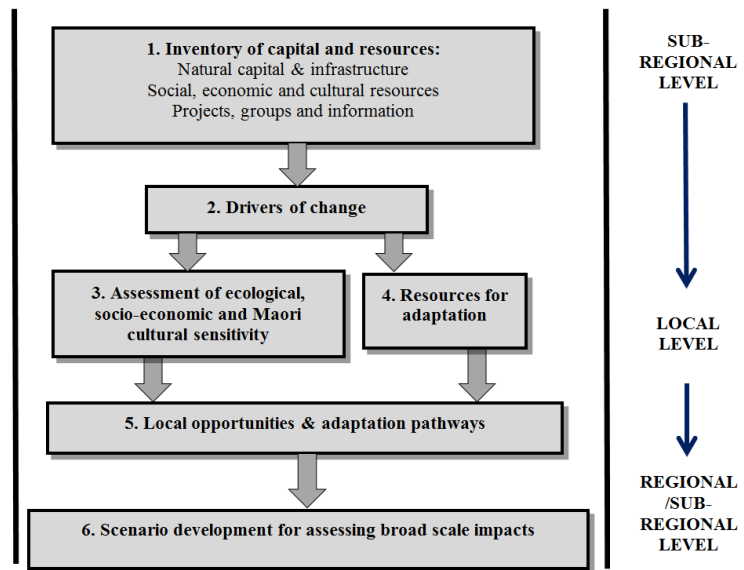 1. Inventory of capital and resources:
Natural capital & infrastructure
Social, economic and cultural resources
Projects, groups and information
2. Drivers of change
3. Assessment of ecological,
socio-economic and Maori
cultural sensitivity
4. Resources for
adaptation
5. Local opportunities & adaptation pathways
6. Scenario development for assessing broad scale impacts
SUB-
REGIONAL
LEVEL
LOCAL
LEVEL
REGIONAL
/SUB-
REGIONAL
LEVEL